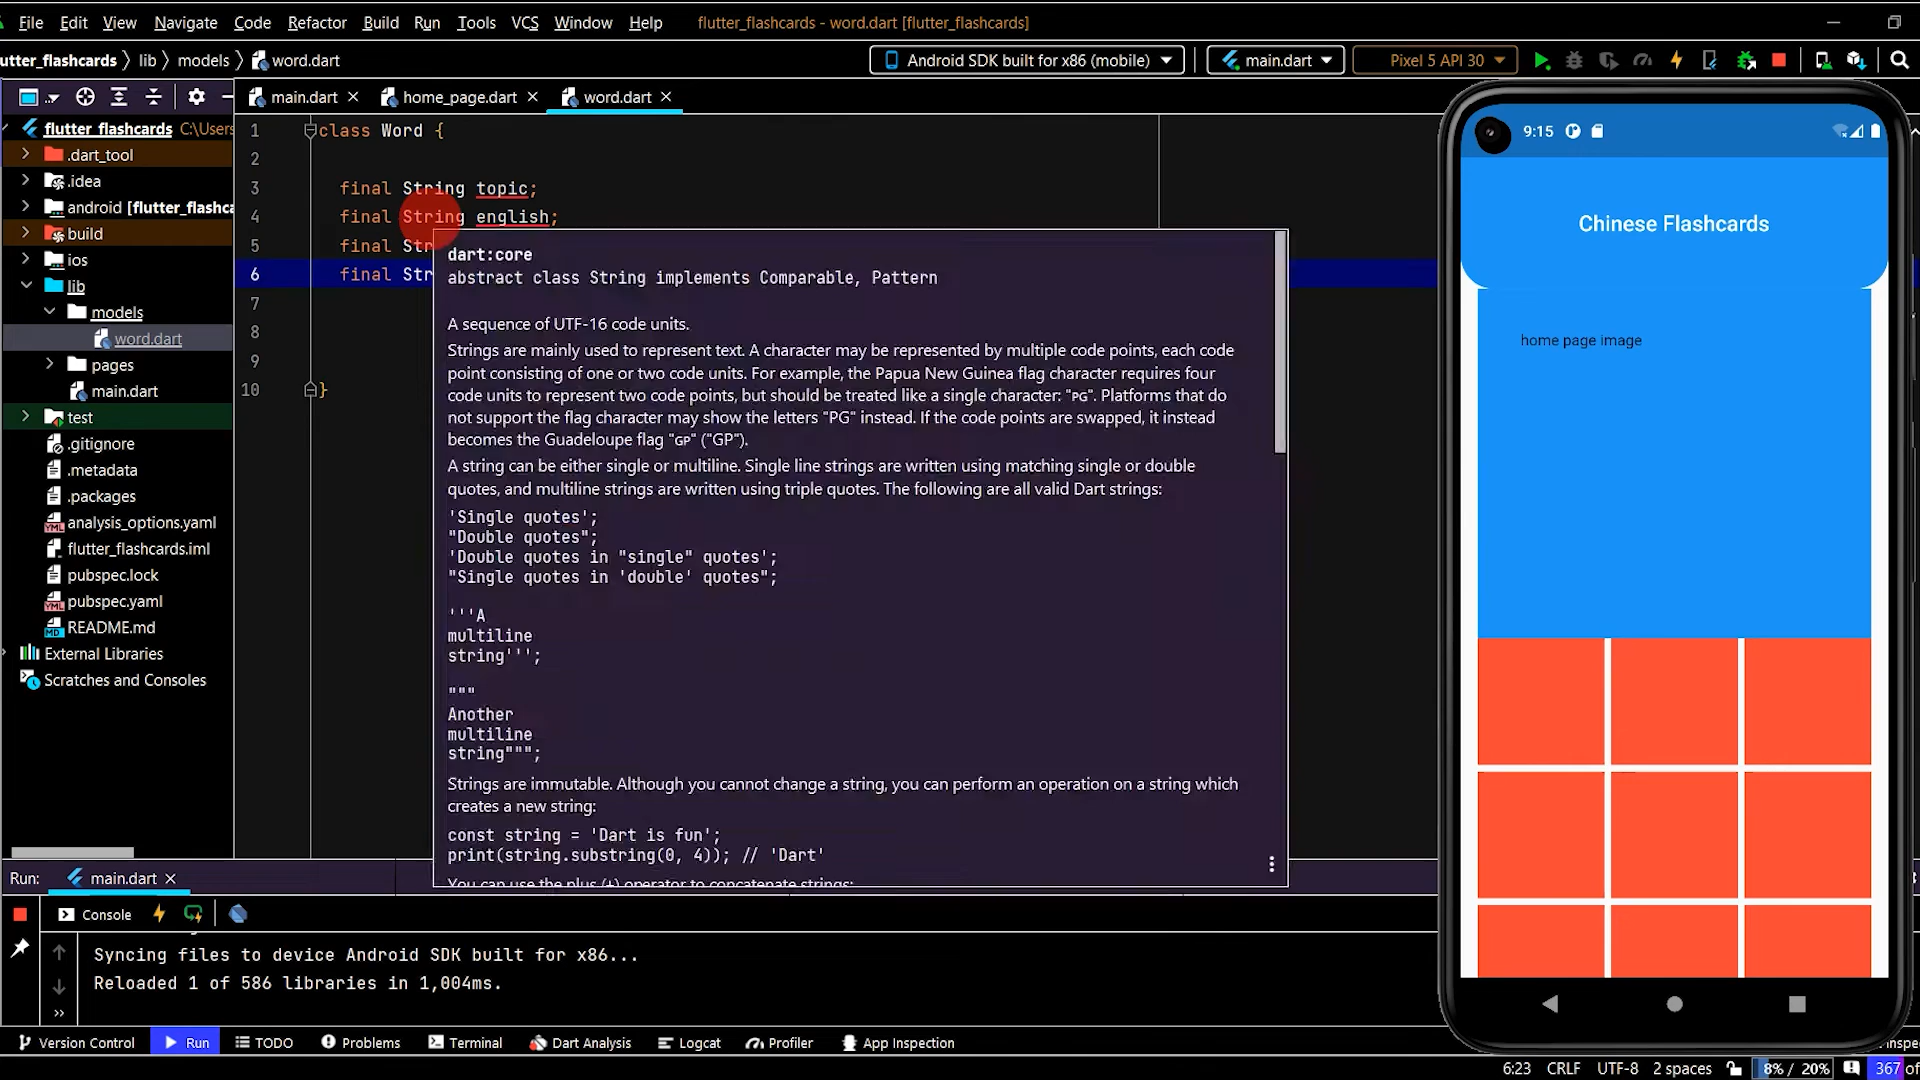 File Edit View Navigate Code Refactor Build Run Tools VCS Window Help flutter_flashcards - word.dart [flutter_flashcards]
utter_flashcards lib models word.dart
Android SDK built for x86 (mobile) main.dart Pixel 5 API 30
main.dart home_page.dart word.dart
flutter_flashcards C:\Users
.dart_tool
.idea
android [flutter_flashca
build
ios
lib
models
word.dart
pages
main.dart
test
.gitignore
.metadata
.packages
analysis_options.yaml
flutter_flashcards.iml
pubspec.lock
pubspec.yaml
README.md
External Libraries
Scratches and Consoles
1 class Word {
2
3 final String topic;
4 final String english;
5 final Str
6 final Str
7
8
9
10 }
dart:core
abstract class String implements Comparable, Pattern
A sequence of UTF-16 code units.
Strings are mainly used to represent text. A character may be represented by multiple code points, each code
point consisting of one or two code units. For example, the Papua New Guinea flag character requires four
code units to represent two code points, but should be treated like a single character: "🇵🇬". Platforms that do
not support the flag character may show the letters "PG" instead. If the code points are swapped, it instead
becomes the Guadeloupe flag "🇬🇵" ("GP").
A string can be either single or multiline. Single line strings are written using matching single or double
quotes, and multiline strings are written using triple quotes. The following are all valid Dart strings:
'Single quotes';
"Double quotes";
'Double quotes in "single" quotes';
"Single quotes in 'double' quotes";
'''A
multiline
string''';
"""
Another
multiline
string""";
Strings are immutable. Although you cannot change a string, you can perform an operation on a string which
creates a new string:
const string = 'Dart is fun';
print(string.substring(0, 4)); // 'Dart'
You can use the plus (+) operator to concatenate strings:
9:15
Chinese Flashcards
home page image
Run: main.dart
Console
Syncing files to device Android SDK built for x86...
Reloaded 1 of 586 libraries in 1,004ms.
Version Control Run TODO Problems Terminal Dart Analysis Logcat Profiler App Inspection
6:23 CRLF UTF-8 2 spaces 8% / 20% 367 of